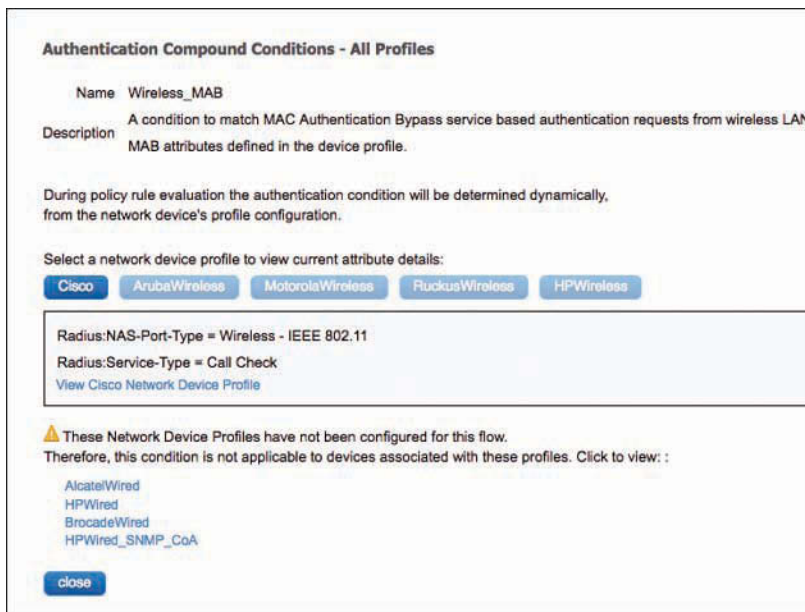 Authentication Compound Conditions - All Profiles
Name Wireless_MAB
Description A condition to match MAC Authentication Bypass service based authentication requests from wireless LAN
MAB attributes defined in the device profile.
During policy rule evaluation the authentication condition will be determined dynamically,
from the network device's profile configuration.
Select a network device profile to view current attribute details:
Cisco ArubaWireless MotorolaWireless RuckusWireless HPWireless
Radius:NAS-Port-Type = Wireless - IEEE 802.11
Radius:Service-Type = Call Check
View Cisco Network Device Profile
These Network Device Profiles have not been configured for this flow.
Therefore, this condition is not applicable to devices associated with these profiles. Click to view: :
AlcatelWired
HPWired
BrocadeWired
HPWired_SNMP_CoA
close